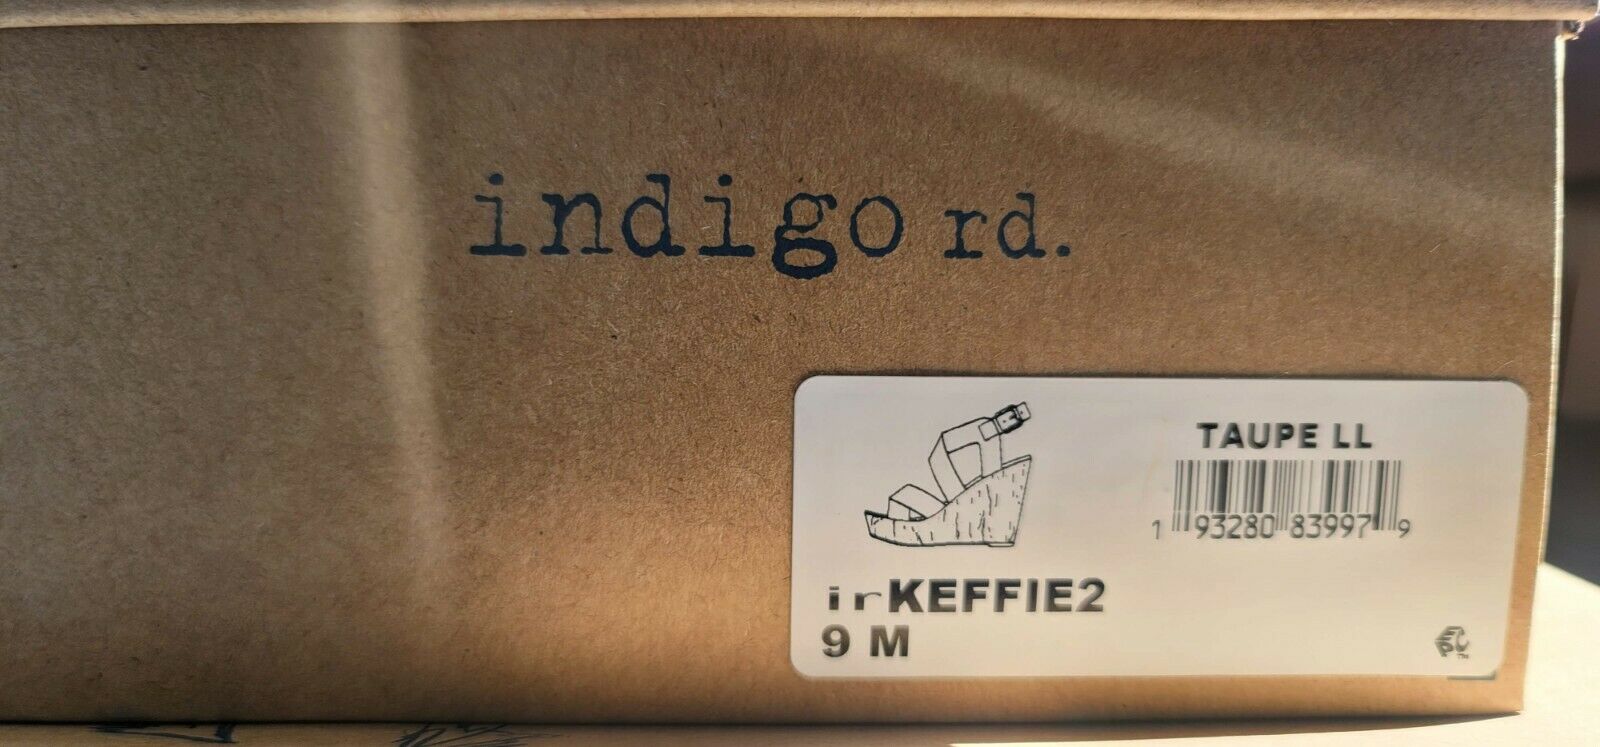 indigo rd.
TAUPE LL
1 93280 83997 9
irKEFFIE2
9 M